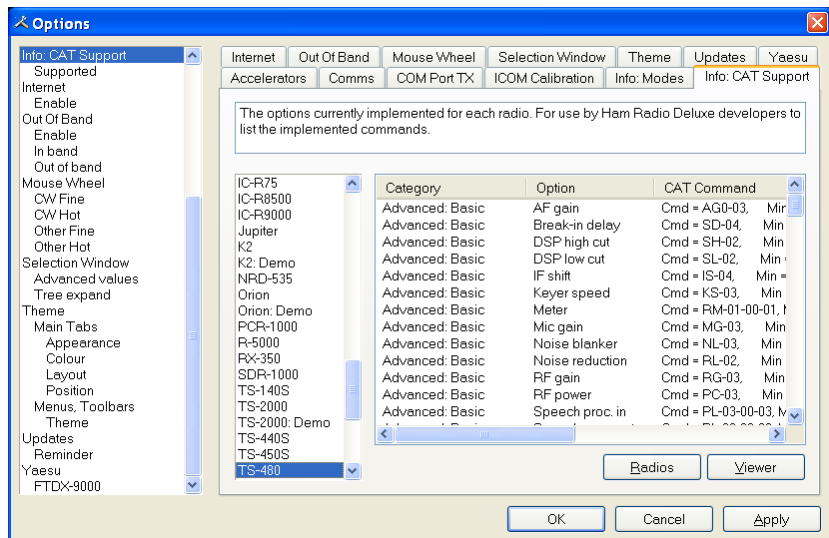 Options
Info: CAT Support
Supported
Internet
Enable
Out Of Band
Enable
In band
Out of band
Mouse Wheel
CW Fine
CW Hot
Other Fine
Other Hot
Selection Window
Advanced values
Tree expand
Theme
Main Tabs
Appearance
Colour
Layout
Position
Menus, Toolbars
Theme
Updates
Reminder
Yaesu
FTDX-9000
Internet Out Of Band Mouse Wheel Selection Window Theme Updates Yaesu
Accelerators Comms COM Port TX ICOM Calibration Info: Modes Info: CAT Support
The options currently implemented for each radio. For use by Ham Radio Deluxe developers to
list the implemented commands.
IC-R75
IC-R8500
IC-R9000
Jupiter
K2
K2: Demo
NRD-535
Orion
Orion: Demo
PCR-1000
R-5000
RX-350
SDR-1000
TS-140S
TS-2000
TS-2000: Demo
TS-440S
TS-450S
TS-480
Category Option CAT Command
Advanced: Basic AF gain Cmd = AG0-03, Min
Advanced: Basic Break-in delay Cmd = SD-04, Min
Advanced: Basic DSP high cut Cmd = SH-02, Min
Advanced: Basic DSP low cut Cmd = SL-02, Min
Advanced: Basic IF shift Cmd = IS-04, Min =
Advanced: Basic Keyer speed Cmd = KS-03, Min
Advanced: Basic Meter Cmd = RM-01-00-01,
Advanced: Basic Mic gain Cmd = MG-03, Min
Advanced: Basic Noise blanker Cmd = NL-03, Min
Advanced: Basic Noise reduction Cmd = RL-02, Min
Advanced: Basic RF gain Cmd = RG-03, Min
Advanced: Basic RF power Cmd = PC-03, Min
Advanced: Basic Speech proc. in Cmd = PL-03-00-03,
Radios Viewer
OK Cancel Apply